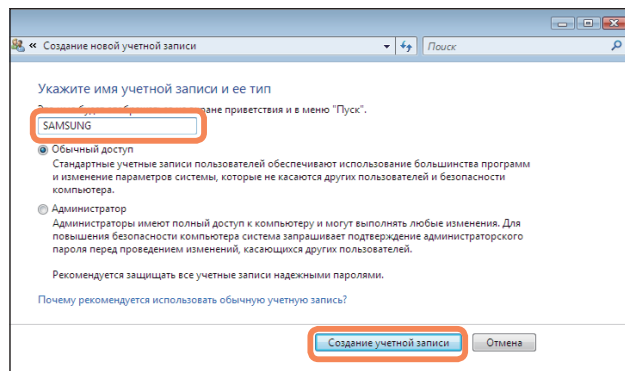 « Создание новой учетной записи
Поиск
Укажите имя учетной записи и ее тип
приветствия и в меню "Пуск".
SAMSUNG
Обычный доступ
Стандартные учетные записи пользователей обеспечивают использование большинства программ
и изменение параметров системы, которые не касаются других пользователей и безопасности
компьютера.
Администратор
Администраторы имеют полный доступ к компьютеру и могут выполнять любые изменения. Для
повышения безопасности компьютера система запрашивает подтверждение администраторского
пароля перед проведением изменений, касающихся других пользователей.
Рекомендуется защищать все учетные записи надежными паролями.
Почему рекомендуется использовать обычную учетную запись?
Создание учетной записи
Отмена